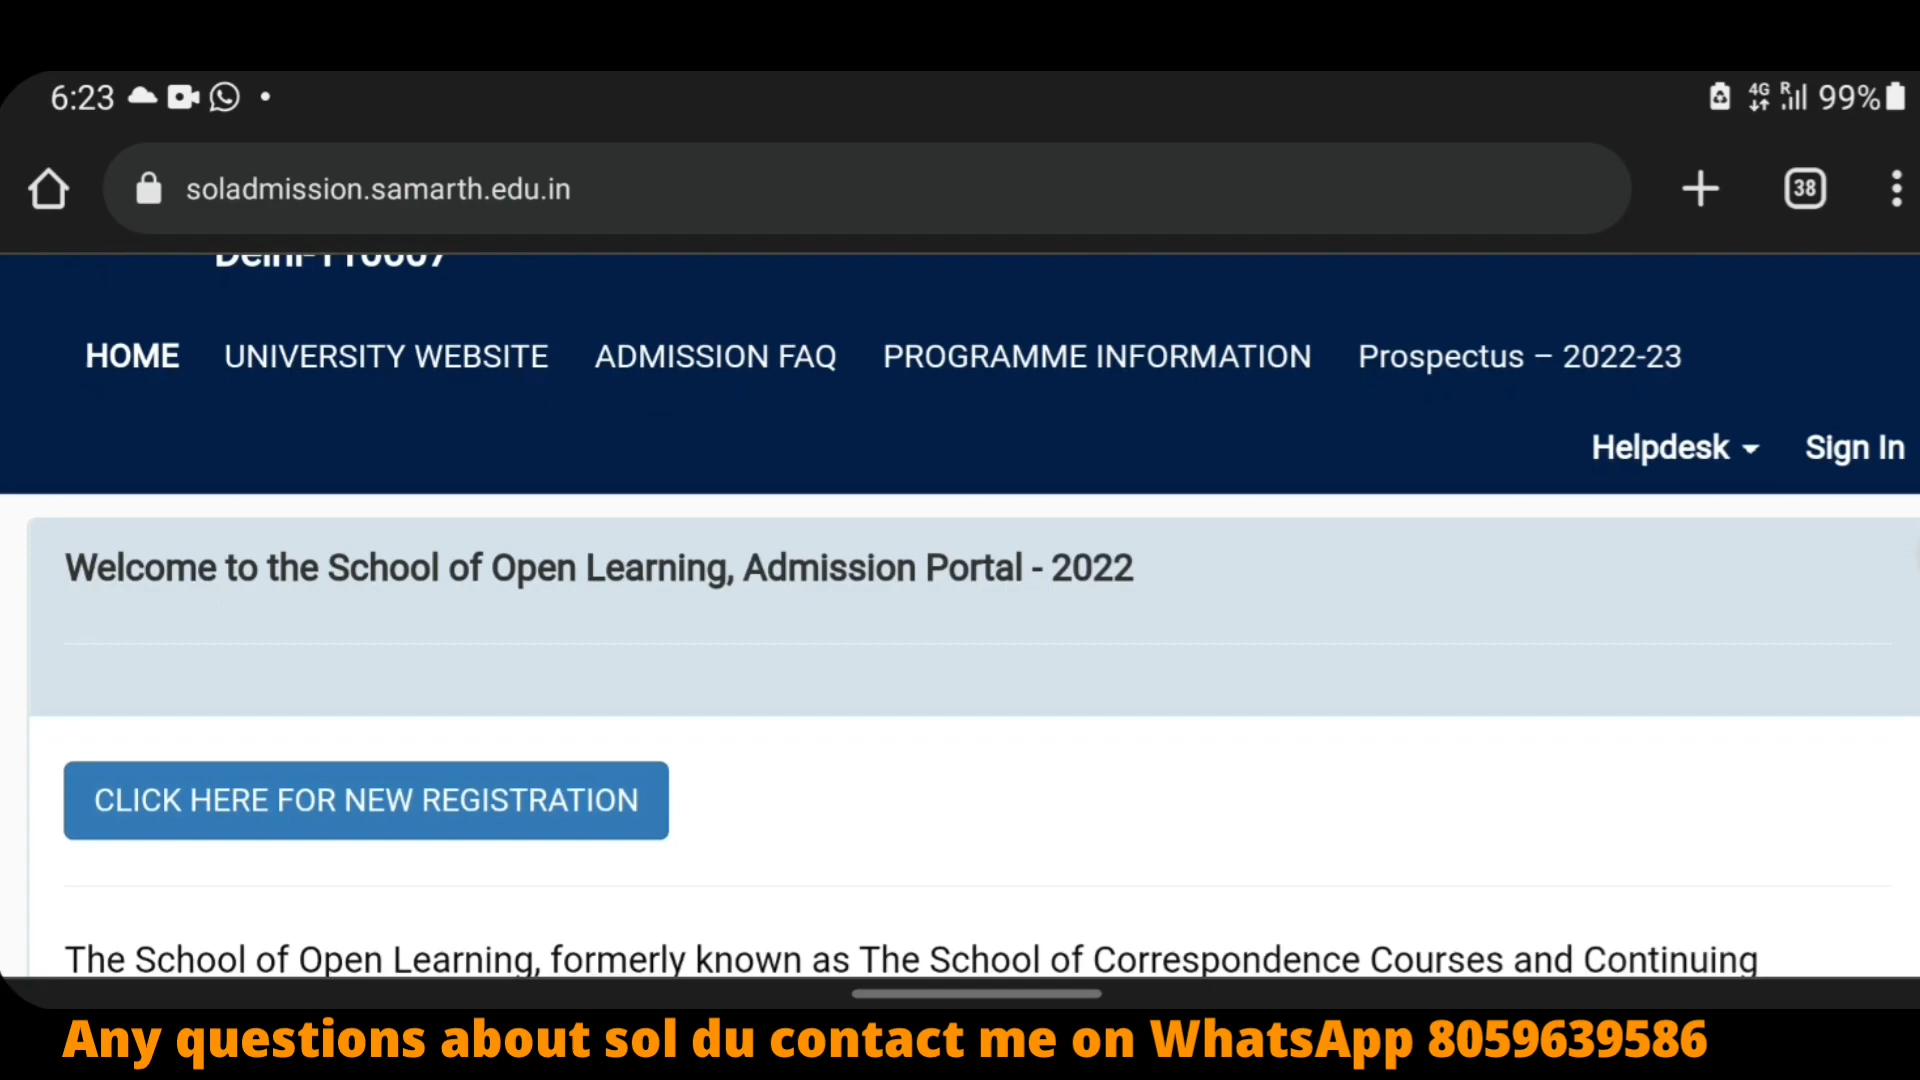 6:23
4G R 99%
soladmission.samarth.edu.in
38
Delhi-110007
HOME UNIVERSITY WEBSITE ADMISSION FAQ PROGRAMME INFORMATION Prospectus – 2022-23
Helpdesk Sign In
Welcome to the School of Open Learning, Admission Portal - 2022
CLICK HERE FOR NEW REGISTRATION
The School of Open Learning, formerly known as The School of Correspondence Courses and Continuing
Any questions about sol du contact me on WhatsApp 8059639586